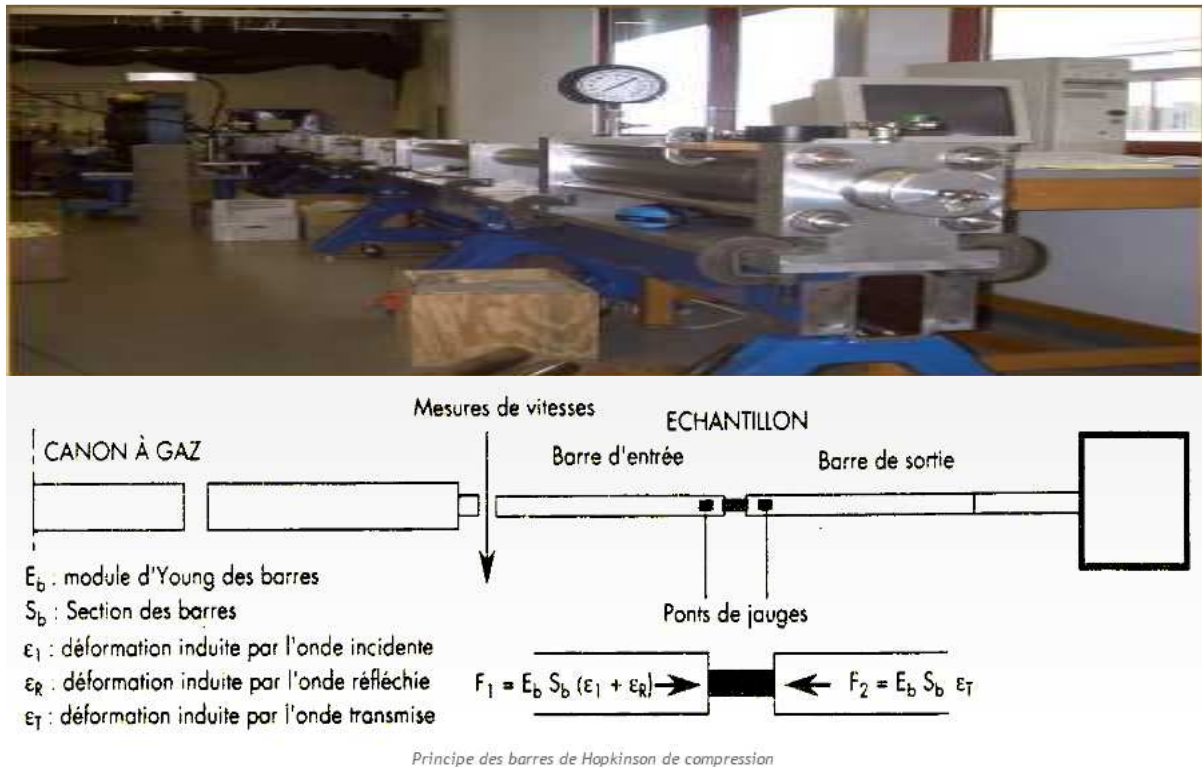 Mesures de vitesses
ECHANTILLON
CANON À GAZ
Barre d'entrée
Barre de sortie
E_b : module d'Young des barres
S_b : Section des barres
Ponts de jauges
ε_I : déformation induite par l'onde incidente
ε_R : déformation induite par l'onde réfléchie
ε_T : déformation induite par l'onde transmise
F_1 = E_b S_b (ε_I + ε_R)
F_2 = E_b S_b ε_T
Principe des barres de Hopkinson de compression